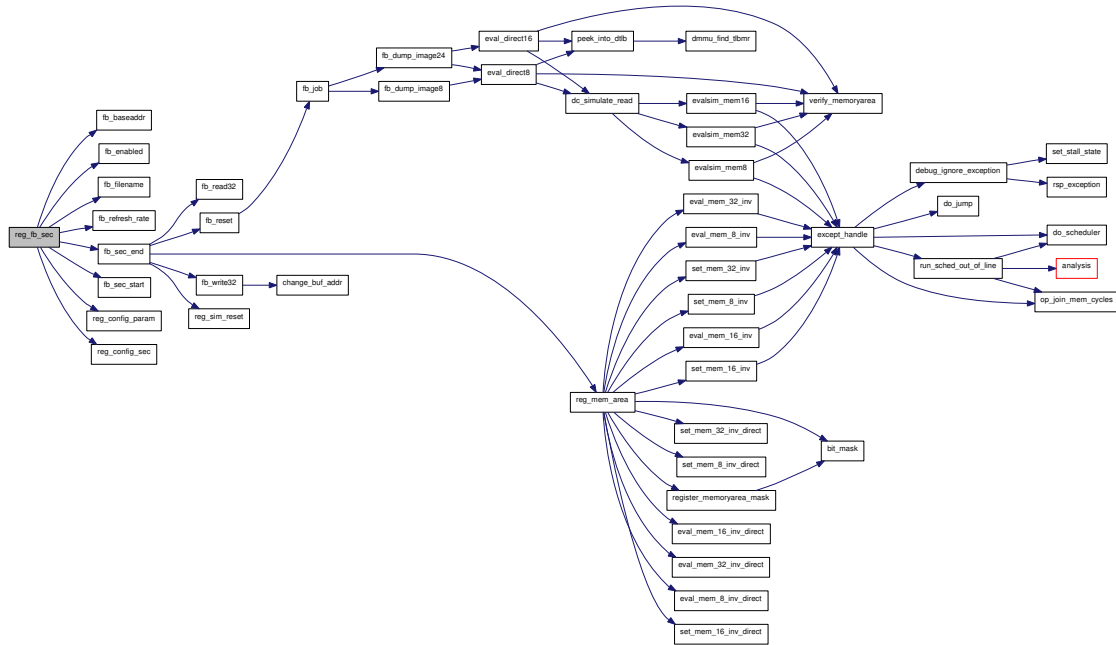 reg_fb_sec
fb_baseaddr
fb_enabled
fb_filename
fb_refresh_rate
fb_sec_end
fb_sec_start
reg_config_param
reg_config_sec
fb_read32
fb_reset
fb_write32
reg_sim_reset
change_buf_addr
fb_job
fb_dump_image24
fb_dump_image8
eval_direct16
eval_direct8
peek_into_dtlb
dc_simulate_read
dmmu_find_tlbmr
evalsim_mem16
evalsim_mem32
evalsim_mem8
verify_memoryarea
reg_mem_area
eval_mem_32_inv
eval_mem_8_inv
set_mem_32_inv
set_mem_8_inv
eval_mem_16_inv
set_mem_16_inv
set_mem_32_inv_direct
set_mem_8_inv_direct
register_memoryarea_mask
eval_mem_16_inv_direct
eval_mem_32_inv_direct
eval_mem_8_inv_direct
set_mem_16_inv_direct
except_handle
bit_mask
debug_ignore_exception
do_jump
run_sched_out_of_line
set_stall_state
rsp_exception
do_scheduler
analysis
op_join_mem_cycles